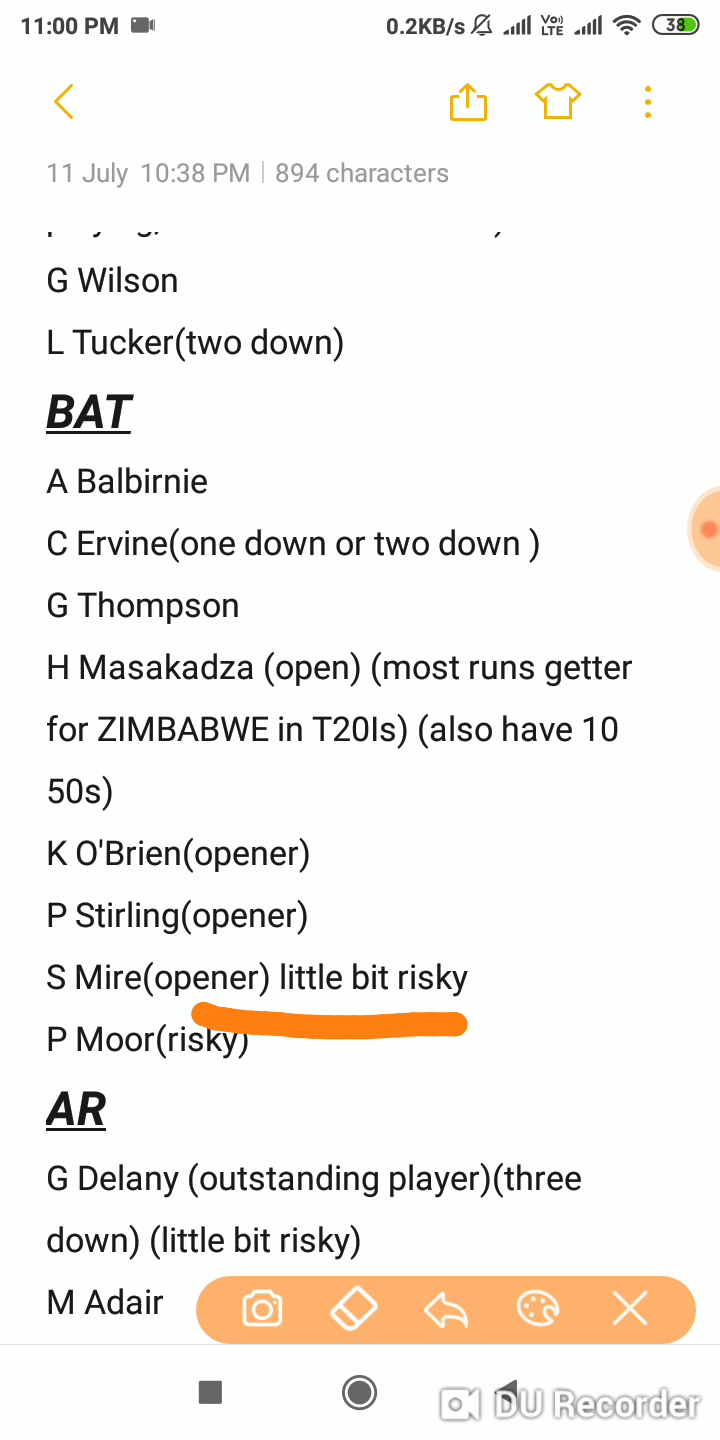 11:00 PM 0.2KB/s Vo)) LTE 38
11 July 10:38 PM | 894 characters
G Wilson
L Tucker(two down)
BAT
A Balbirnie
C Ervine(one down or two down )
G Thompson
H Masakadza (open) (most runs getter
for ZIMBABWE in T20Is) (also have 10
50s)
K O'Brien(opener)
P Stirling(opener)
S Mire(opener) little bit risky
P Moor(risky)
AR
G Delany (outstanding player)(three
down) (little bit risky)
M Adair
DU Recorder